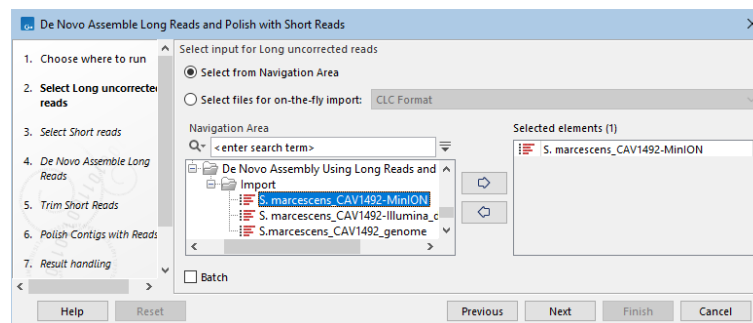 De Novo Assemble Long Reads and Polish with Short Reads
1. Choose where to run
2. Select Long uncorrected
reads
3. Select Short reads
4. De Novo Assemble Long
Reads
5. Trim Short Reads
6. Polish Contigs with Reads
7. Result handling
Select input for Long uncorrected reads
Select from Navigation Area
Select files for on-the-fly import: CLC Format
Navigation Area
<enter search term>
De Novo Assembly Using Long Reads and
Import
S. marcescens_CAV1492-MinION
S. marcescens_CAV1492-Illumina_c
S.marcescens_CAV1492_genome
Selected elements (1)
S. marcescens_CAV1492-MinION
Batch
Help Reset Previous Next Finish Cancel